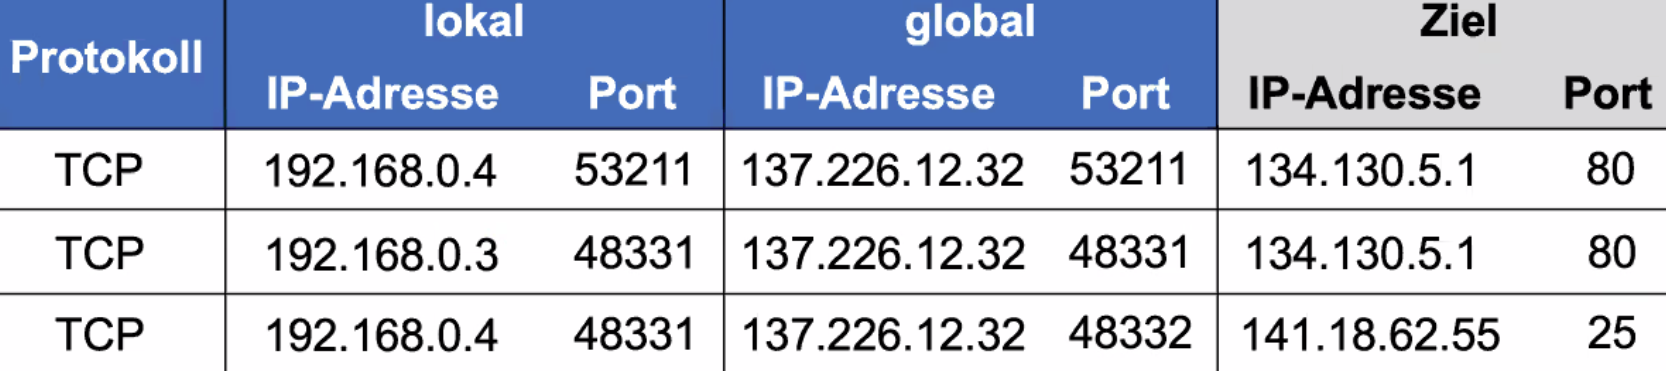 lokal global Ziel
Protokoll
IP-Adresse Port IP-Adresse Port IP-Adresse Port
TCP 192.168.0.4 53211 137.226.12.32 53211 134.130.5.1 80
TCP 192.168.0.3 48331 137.226.12.32 48331 134.130.5.1 80
TCP 192.168.0.4 48331 137.226.12.32 48332 141.18.62.55 25